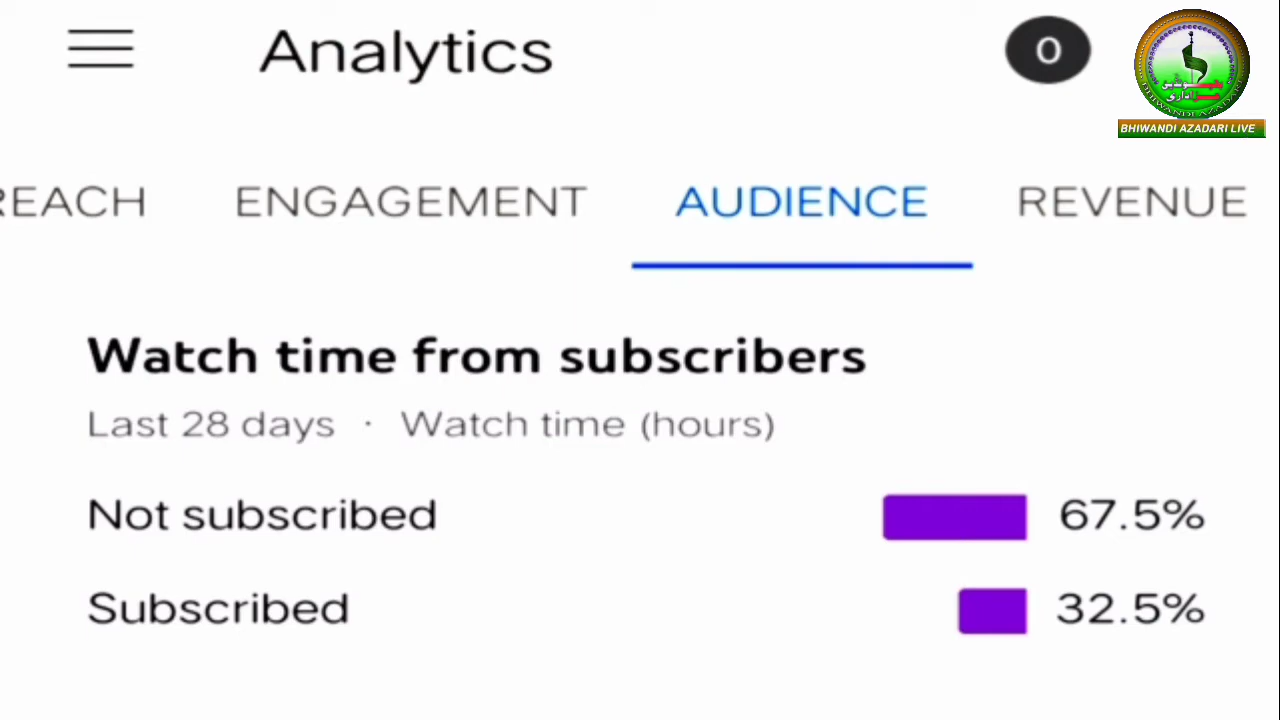 Analytics
0
BHIWANDI AZADARI LIVE
REACH ENGAGEMENT AUDIENCE REVENUE
Watch time from subscribers
Last 28 days · Watch time (hours)
Not subscribed 67.5%
Subscribed 32.5%